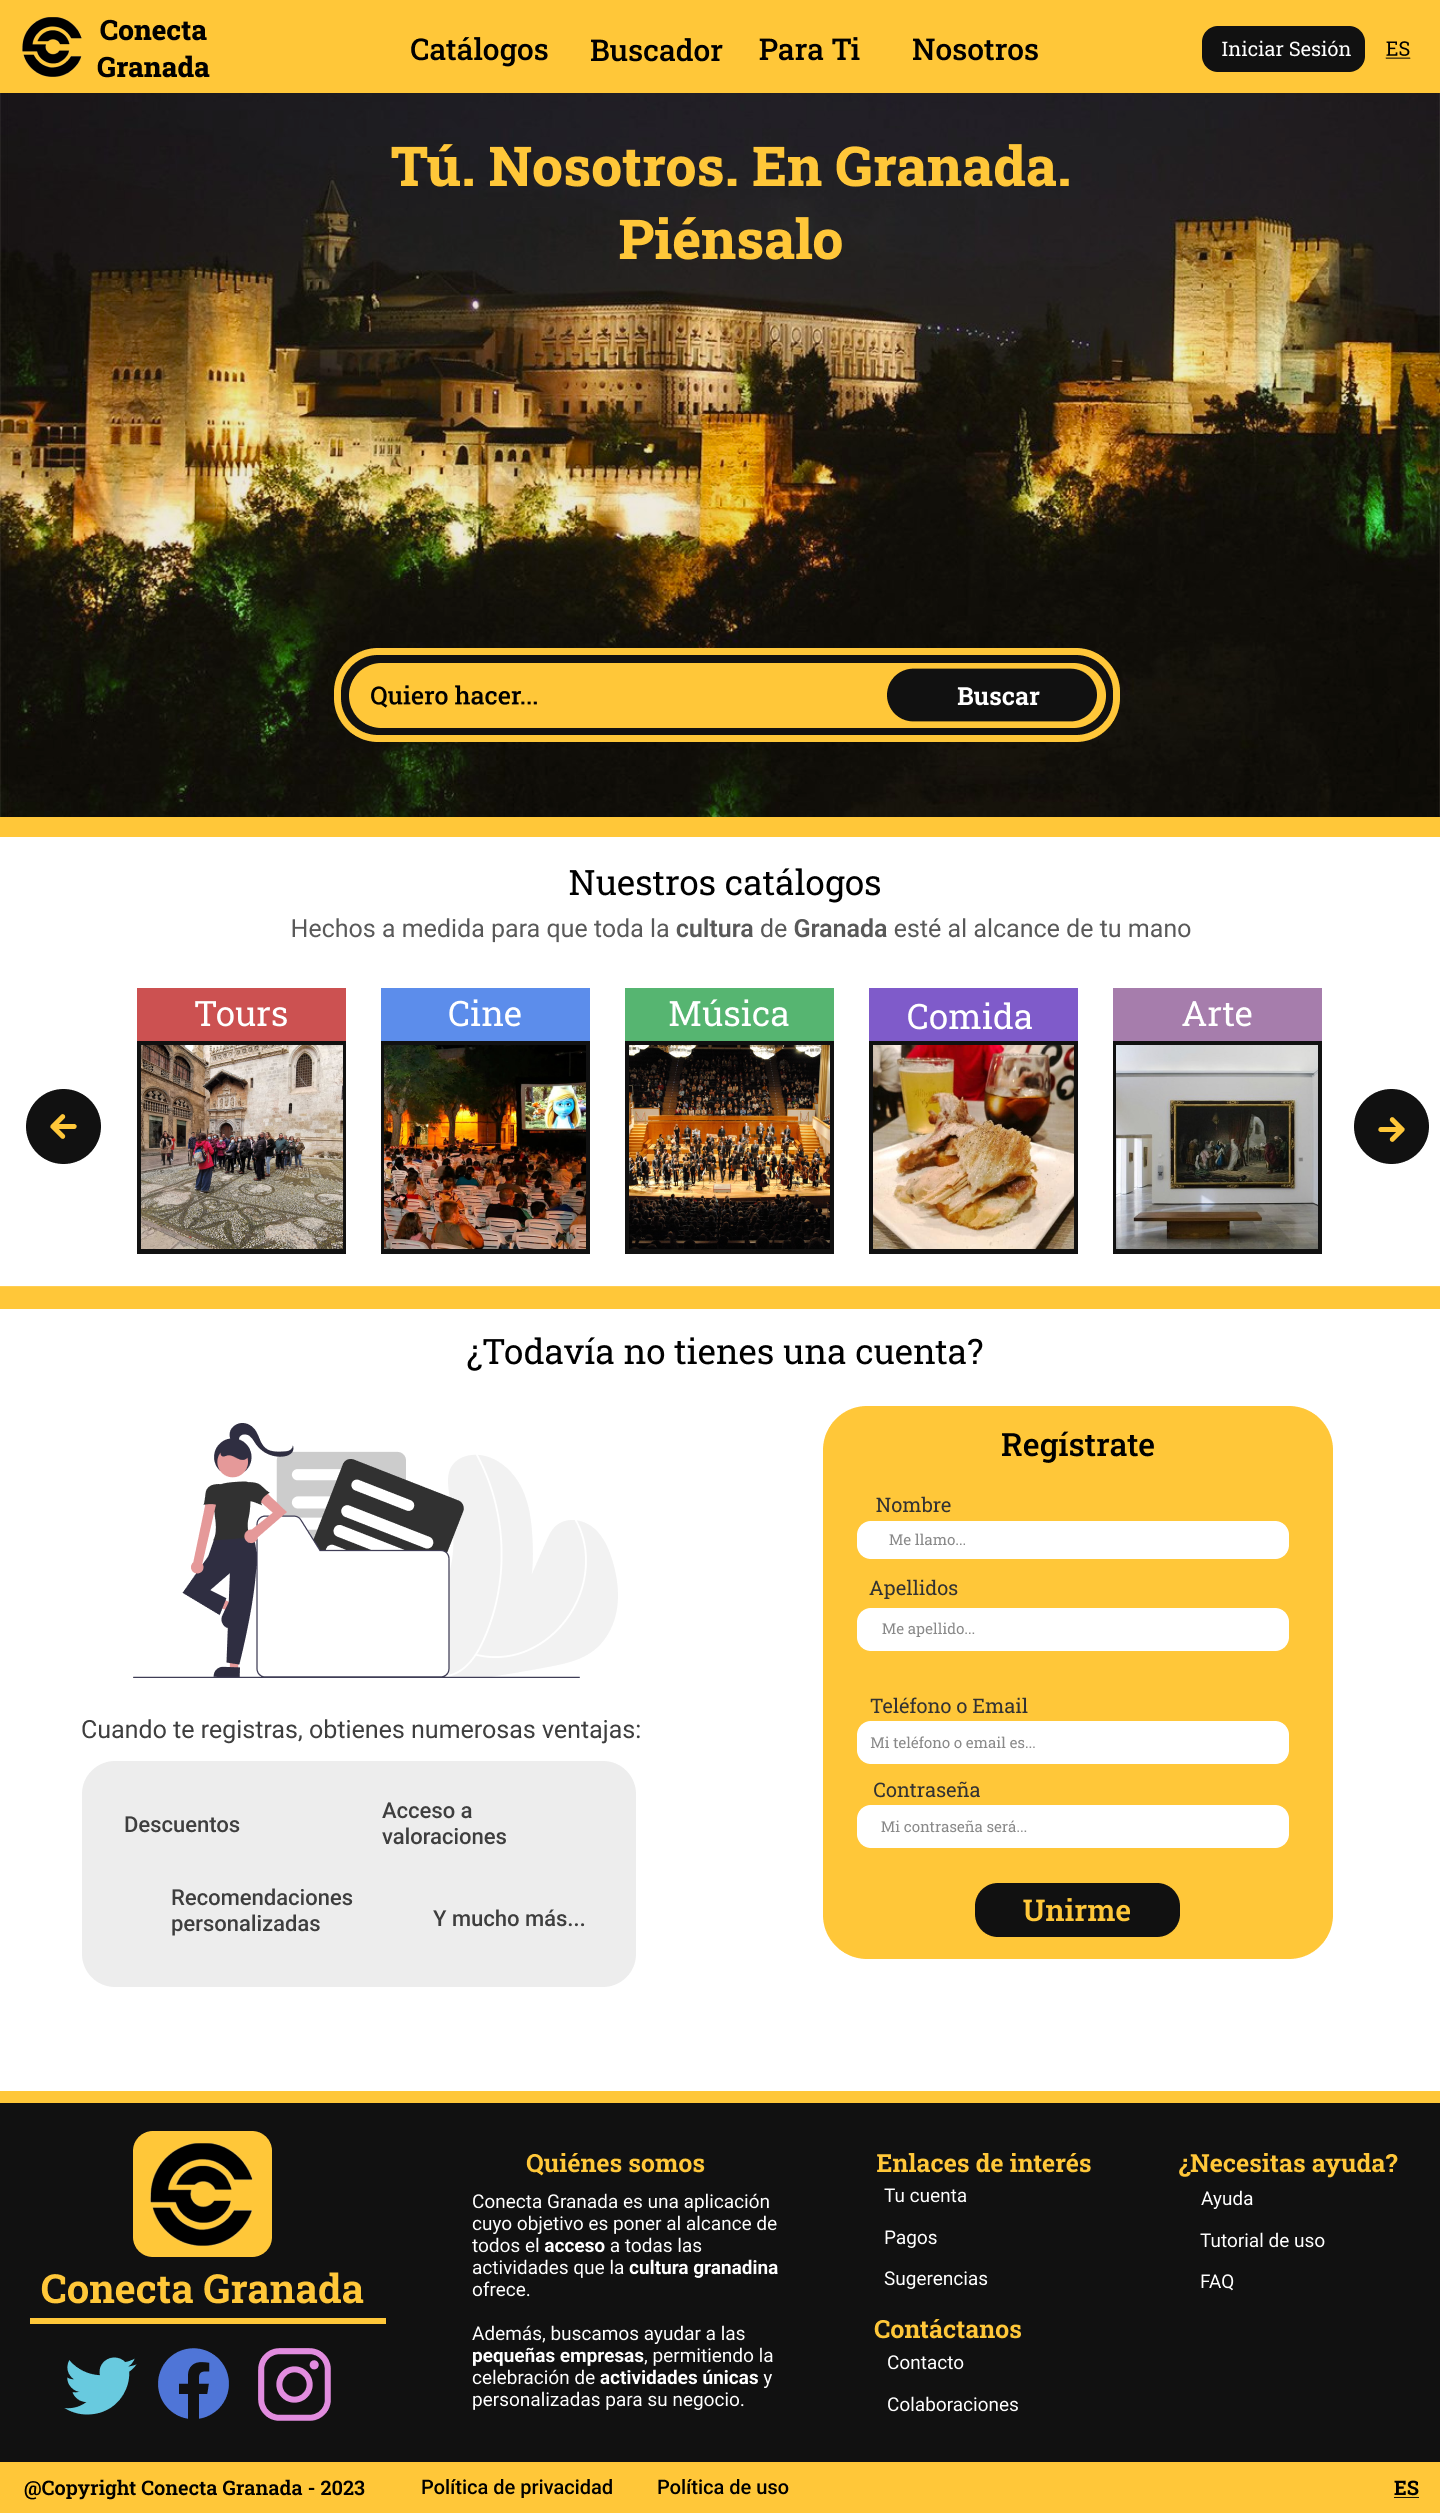 Conecta
Granada
Catálogos
Buscador
Para Ti
Nosotros
Iniciar Sesión
ES
Tú. Nosotros. En Granada.
Piénsalo
Quiero hacer...
Buscar
Nuestros catálogos
Hechos a medida para que toda la cultura de Granada esté al alcance de tu mano
Tours
Cine
Música
Comida
Arte
¿Todavía no tienes una cuenta?
Cuando te registras, obtienes numerosas ventajas:
Descuentos
Acceso a
valoraciones
Recomendaciones
personalizadas
Y mucho más...
Regístrate
Nombre
Me llamo...
Apellidos
Me apellido...
Teléfono o Email
Mi teléfono o email es...
Contraseña
Mi contraseña será...
Unirme
Conecta Granada
Quiénes somos
Conecta Granada es una aplicación
cuyo objetivo es poner al alcance de
todos el acceso a todas las
actividades que la cultura granadina
ofrece.
Además, buscamos ayudar a las
pequeñas empresas, permitiendo la
celebración de actividades únicas y
personalizadas para su negocio.
Enlaces de interés
Tu cuenta
Pagos
Sugerencias
Contáctanos
Contacto
Colaboraciones
¿Necesitas ayuda?
Ayuda
Tutorial de uso
FAQ
@Copyright Conecta Granada - 2023
Política de privacidad
Política de uso
ES